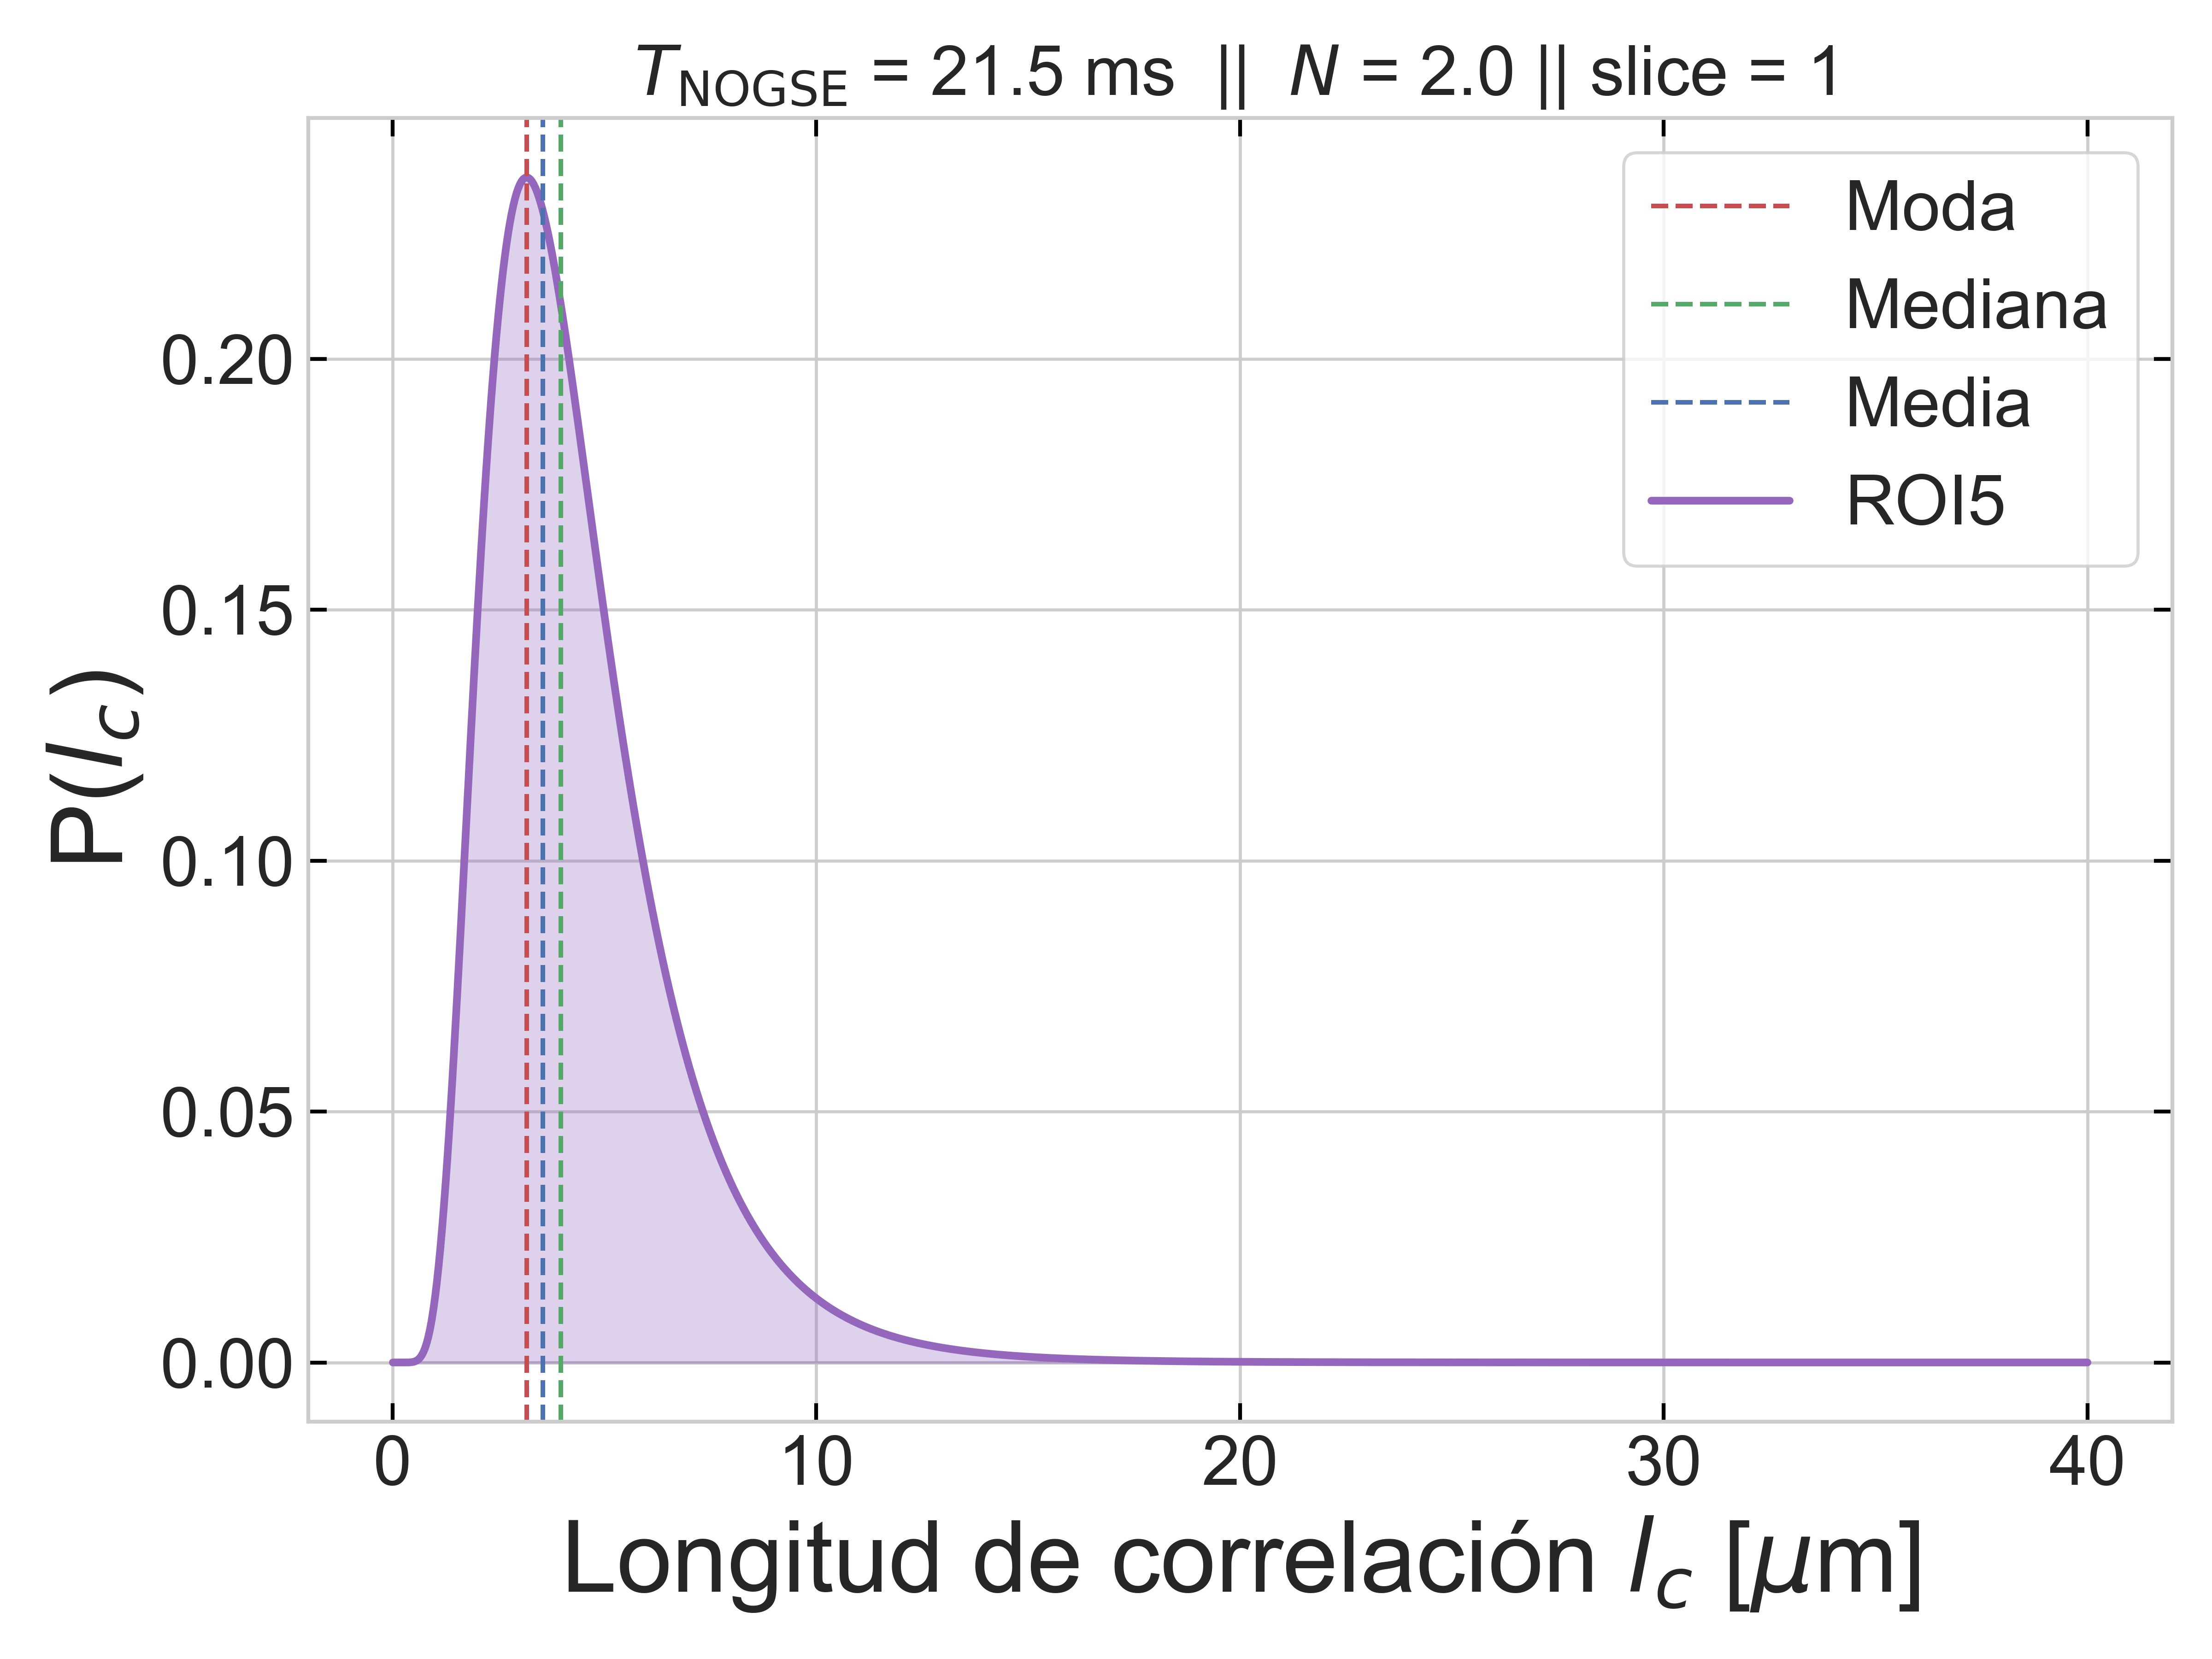 T_NOGSE = 21.5 ms || N = 2.0 || slice = 1
Moda
Mediana
Media
ROI5
P(l_c)
0.20
0.15
0.10
0.05
0.00
0 10 20 30 40
Longitud de correlación l_c [μm]